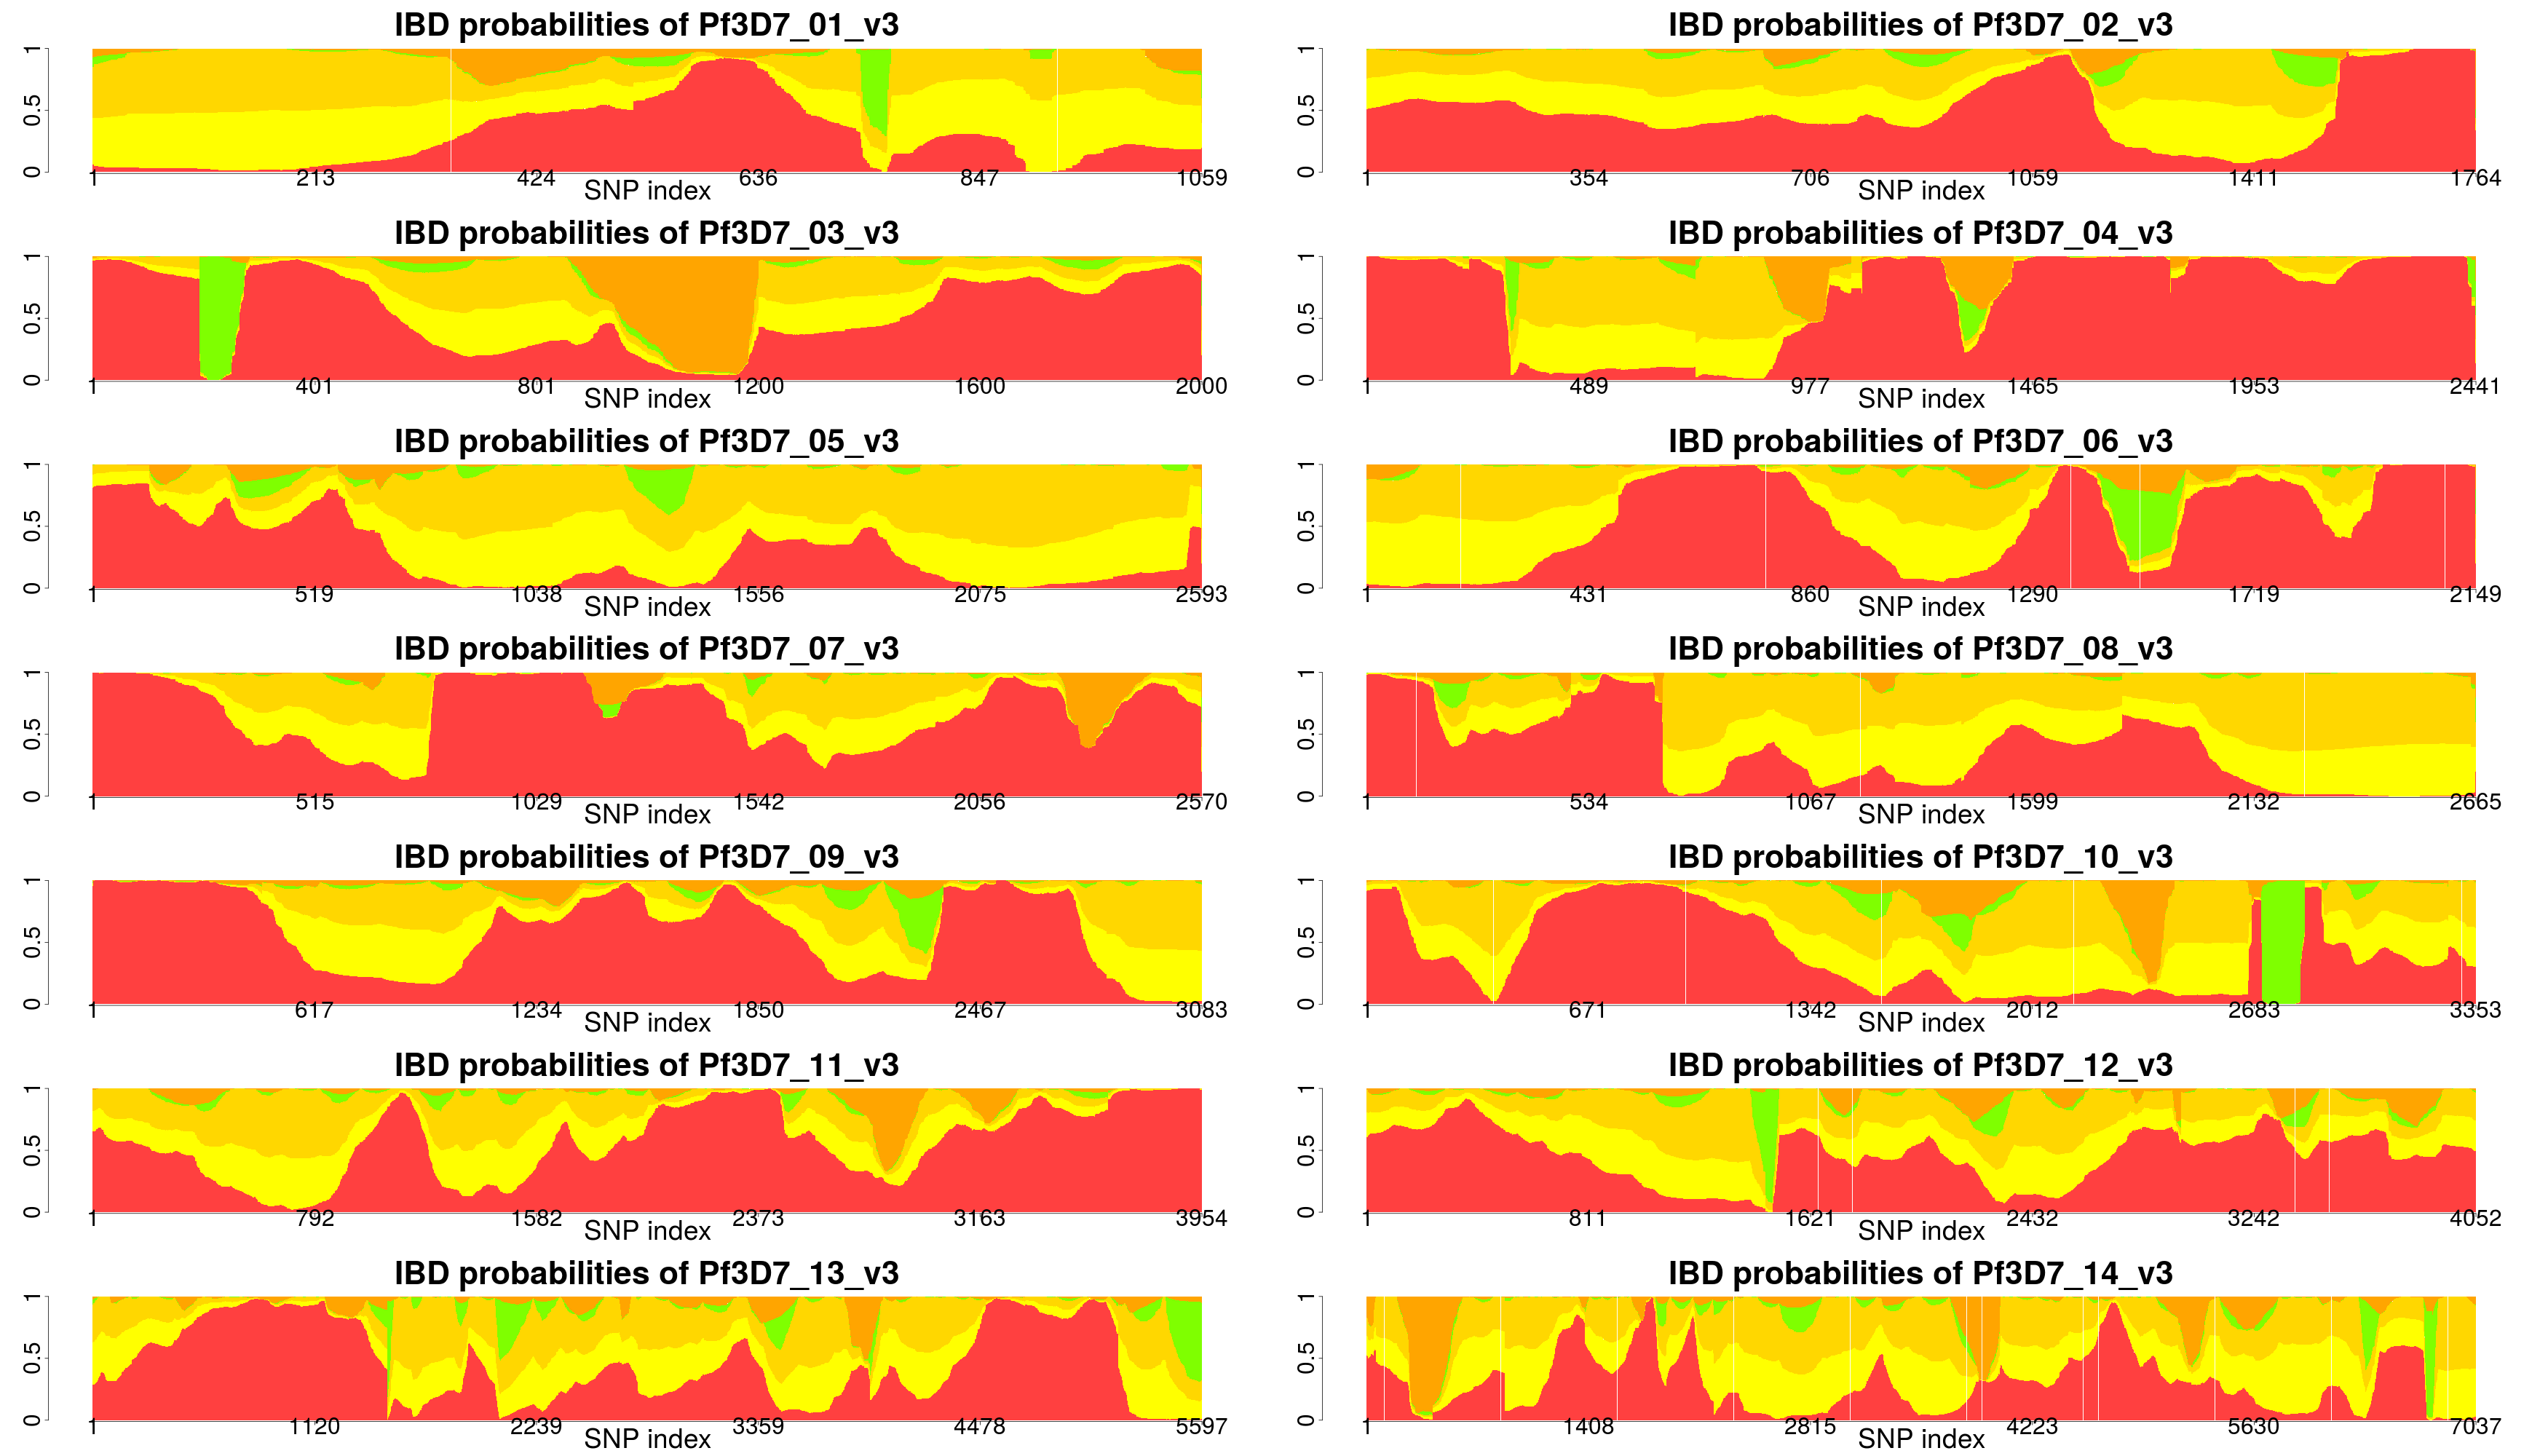 IBD probabilities of Pf3D7_01_v3
0 0.5 1
1 213 424 636 847 1059
SNP index
IBD probabilities of Pf3D7_02_v3
0 0.5 1
1 354 706 1059 1411 1764
SNP index
IBD probabilities of Pf3D7_03_v3
0 0.5 1
1 401 801 1200 1600 2000
SNP index
IBD probabilities of Pf3D7_04_v3
0 0.5 1
1 489 977 1465 1953 2441
SNP index
IBD probabilities of Pf3D7_05_v3
0 0.5 1
1 519 1038 1556 2075 2593
SNP index
IBD probabilities of Pf3D7_06_v3
0 0.5 1
1 431 860 1290 1719 2149
SNP index
IBD probabilities of Pf3D7_07_v3
0 0.5 1
1 515 1029 1542 2056 2570
SNP index
IBD probabilities of Pf3D7_08_v3
0 0.5 1
1 534 1067 1599 2132 2665
SNP index
IBD probabilities of Pf3D7_09_v3
0 0.5 1
1 617 1234 1850 2467 3083
SNP index
IBD probabilities of Pf3D7_10_v3
0 0.5 1
1 671 1342 2012 2683 3353
SNP index
IBD probabilities of Pf3D7_11_v3
0 0.5 1
1 792 1582 2373 3163 3954
SNP index
IBD probabilities of Pf3D7_12_v3
0 0.5 1
1 811 1621 2432 3242 4052
SNP index
IBD probabilities of Pf3D7_13_v3
0 0.5 1
1 1120 2239 3359 4478 5597
SNP index
IBD probabilities of Pf3D7_14_v3
0 0.5 1
1 1408 2815 4223 5630 7037
SNP index